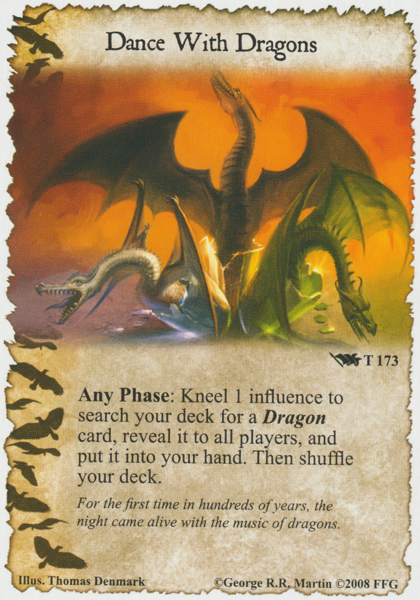 Dance With Dragons
T 173
Any Phase: Kneel 1 influence to
search your deck for a Dragon
card, reveal it to all players, and
put it into your hand. Then shuffle
your deck.
For the first time in hundreds of years, the
night came alive with the music of dragons.
Illus. Thomas Denmark ©George R.R. Martin ©2008 FFG